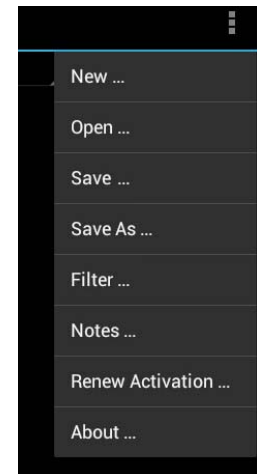 New ...
Open ...
Save ...
Save As ...
Filter ...
Notes ...
Renew Activation ...
About ...